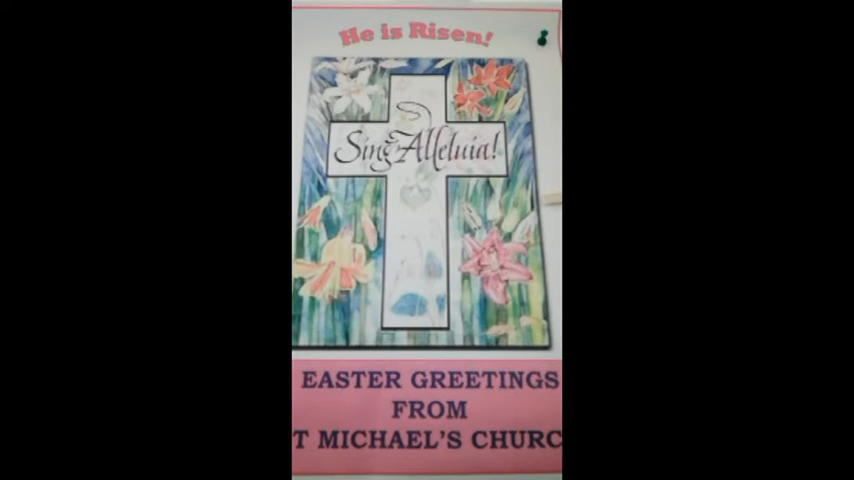 He is Risen!
Sing Alleluia!
EASTER GREETINGS
FROM
T MICHAEL'S CHURC